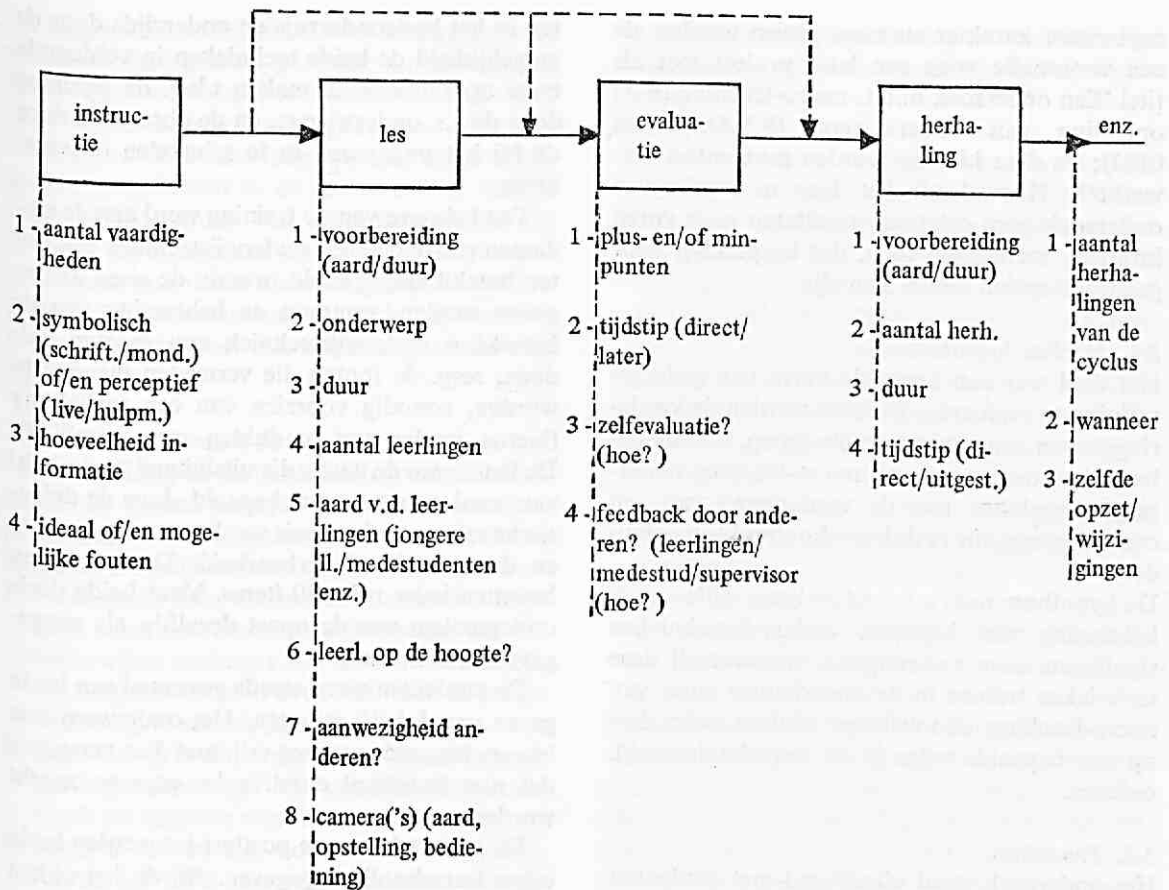 instruc-
tie
les
evalua-
tie
herha-
ling
enz.
1 - aantal vaardig-
heden
2 - symbolisch
(schrift./mond.)
of/en perceptief
(live/hulpm.)
3 - hoeveelheid in-
formatie
4 - ideaal of/en moge-
lijke fouten
1 - voorbereiding
(aard/duur)
2 - onderwerp
3 - duur
4 - aantal leerlingen
5 - aard v.d. leer-
lingen (jongere
ll./medestudenten
enz.)
6 - leerl. op de hoogte?
7 - aanwezigheid an-
deren?
8 - camera('s) (aard,
opstelling, bedie-
ning)
1 - plus- en/of min-
punten
2 - tijdstip (direct/
later)
3 - zelfevaluatie?
(hoe? )
4 - feedback door ande-
ren? (leerlingen/
medestud/supervisor
(hoe? )
1 - voorbereiding
(aard/duur)
2 - aantal herh.
3 - duur
4 - tijdstip (di-
rect/uitgest.)
1 - aantal
herha-
lingen
van de
cyclus
2 - wanneer
3 - zelfde
opzet/
wijzi-
gingen